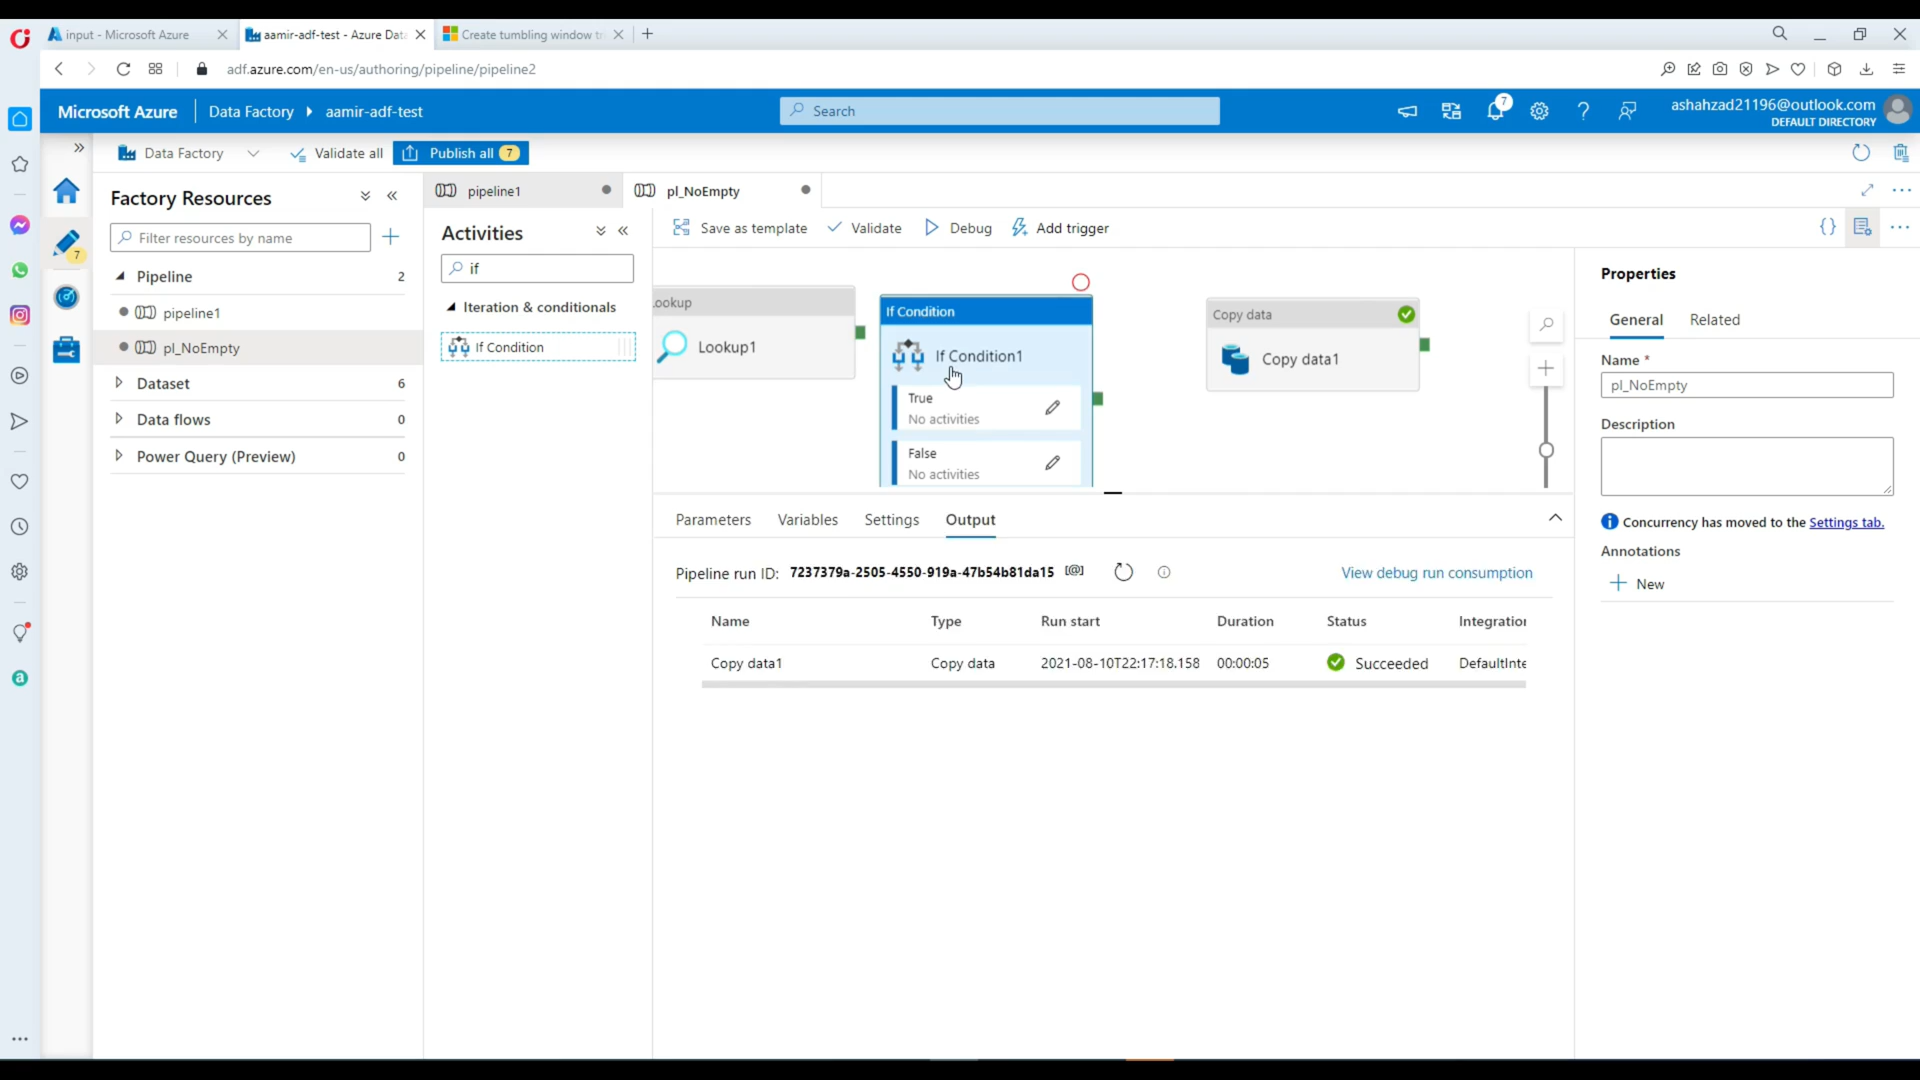 input - Microsoft Azure
aamir-adf-test - Azure Data
Create tumbling window tr
adf.azure.com/en-us/authoring/pipeline/pipeline2
Microsoft Azure
Data Factory
aamir-adf-test
Search
7
ashahzad21196@outlook.com
DEFAULT DIRECTORY
Data Factory
Validate all
Publish all 7
Factory Resources
Filter resources by name
7
Pipeline 2
pipeline1
pl_NoEmpty
Dataset 6
Data flows 0
Power Query (Preview) 0
pipeline1
pl_NoEmpty
Activities
if
Iteration & conditionals
If Condition
Save as template
Validate
Debug
Add trigger
Lookup
Lookup1
If Condition
If Condition1
True
No activities
False
No activities
Copy data
Copy data1
Parameters
Variables
Settings
Output
Pipeline run ID: 7237379a-2505-4550-919a-47b54b81da15
View debug run consumption
Name Type Run start Duration Status Integration
Copy data1 Copy data 2021-08-10T22:17:18.158 00:00:05 Succeeded DefaultInte
Properties
General
Related
Name *
pl_NoEmpty
Description
Concurrency has moved to the Settings tab.
Annotations
New